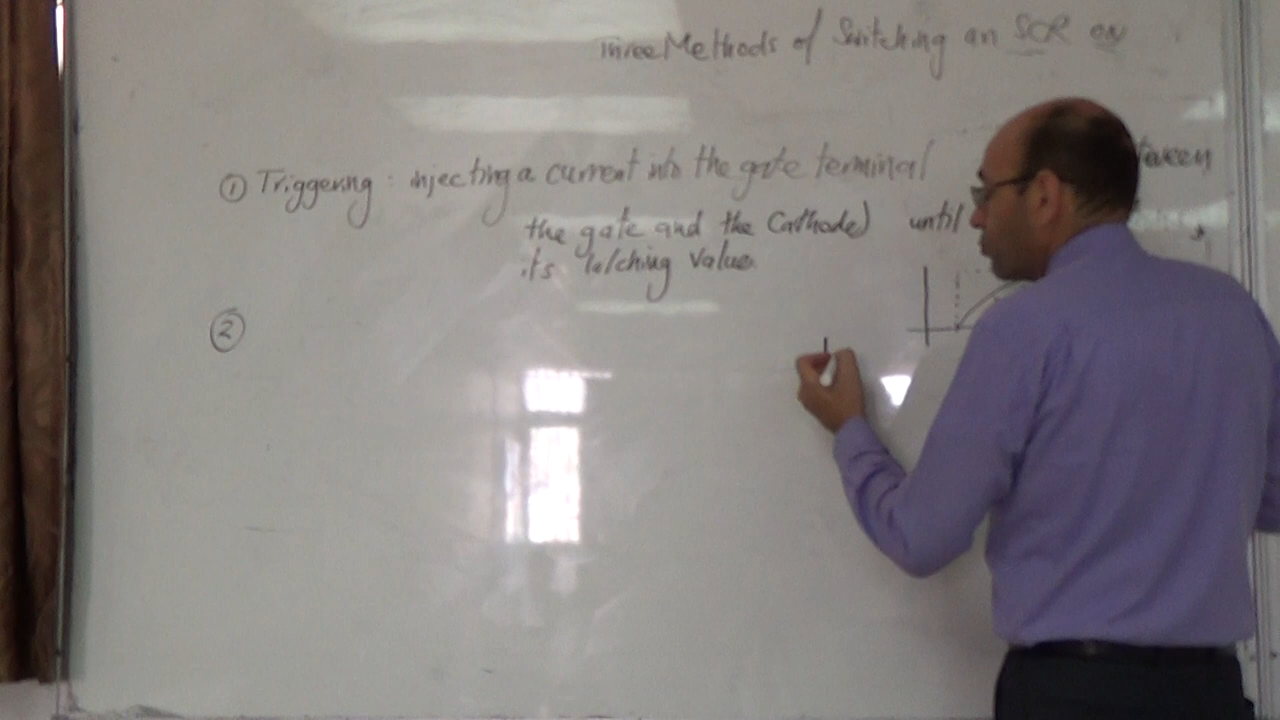 Three Methods of Switching an SCR on
① Triggering : injecting a current into the gate terminal
the gate and the Cathode) until
its latching value
②